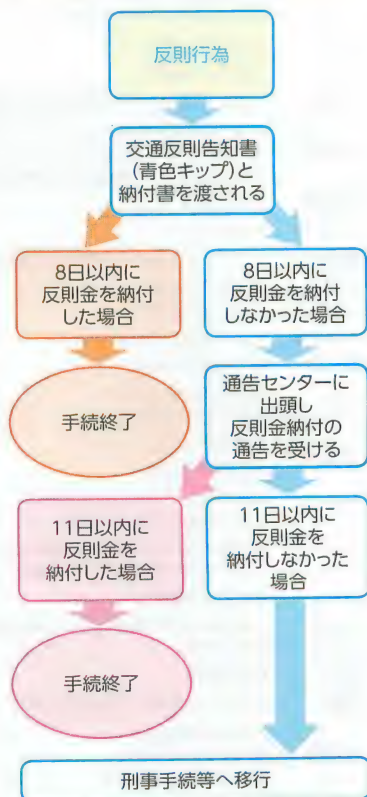 反則行為
交通反則告知書
(青色キップ)と
納付書を渡される
8日以内に
反則金を納付
した場合
8日以内に
反則金を納付
しなかった場合
手続終了
通告センターに
出頭し
反則金納付の
通告を受ける
11日以内に
反則金を
納付した場合
11日以内に
反則金を
納付しなかった
場合
手続終了
刑事手続等へ移行